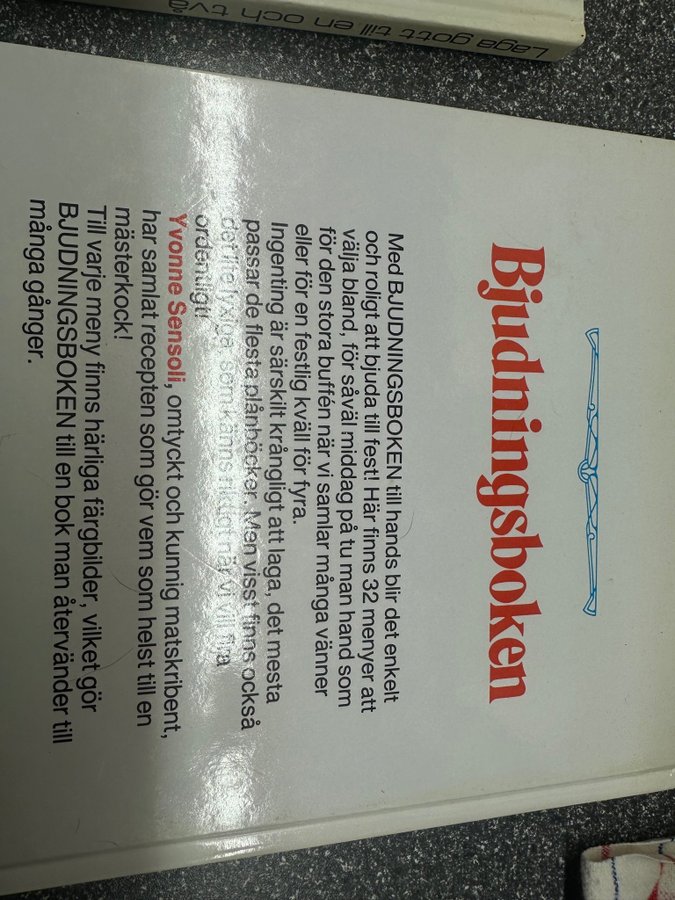 Laga gott till en och två
Bjudningsboken
Med BJUDNINGSBOKEN till hands blir det enkelt
och roligt att bjuda till fest! Här finns 32 menyer att
välja bland, för såväl middag på tu man hand som
för den stora buffén när vi samlar många vänner
eller för en festlig kväll för fyra.
Ingenting är särskilt krångligt att laga, det mesta
passar de flesta plånböcker. Men visst finns också
det lite lyxiga, som känns riktigt när vi vill fira
ordentligt!
Yvonne Sensoli, omtyckt och kunnig matskribent,
har samlat recepten som gör vem som helst till en
mästerkock!
Till varje meny finns härliga färgbilder, vilket gör
BJUDNINGSBOKEN till en bok man återvänder till
många gånger.